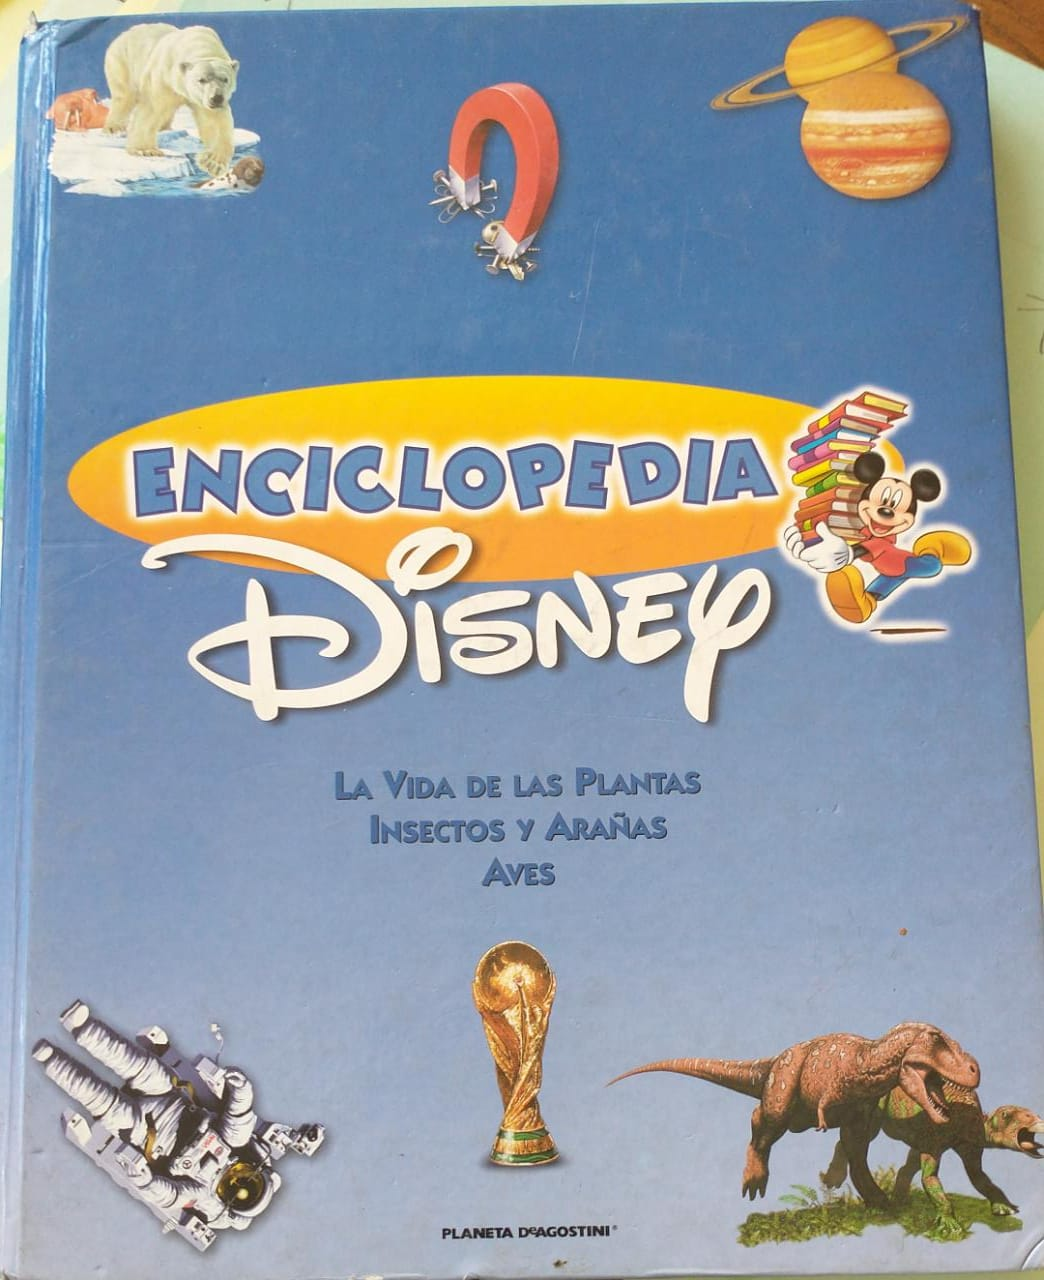 ENCICLOPEDIA
DISNEY
LA VIDA DE LAS PLANTAS
INSECTOS Y ARAÑAS
AVES
PLANETA DeAGOSTINI®